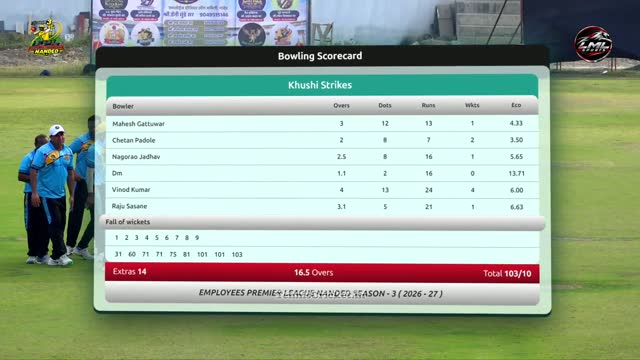 9049515146
NANDED
LMK
Bowling Scorecard
Khushi Strikes
Bowler Overs Dots Runs Wkts Eco
Mahesh Gattuwar 3 12 13 1 4.33
Chetan Padole 2 8 7 2 3.50
Nagorao Jadhav 2.5 8 16 1 5.65
Dm 1.1 2 16 0 13.71
Vinod Kumar 4 13 24 4 6.00
Raju Sasane 3.1 5 21 1 6.63
Fall of wickets
1 2 3 4 5 6 7 8 9
31 60 71 71 75 81 101 101 103
Extras 14 16.5 Overs Total 103/10
EMPLOYEES PREMIER LEAGUE NANDED SEASON - 3 ( 2026 - 27 )